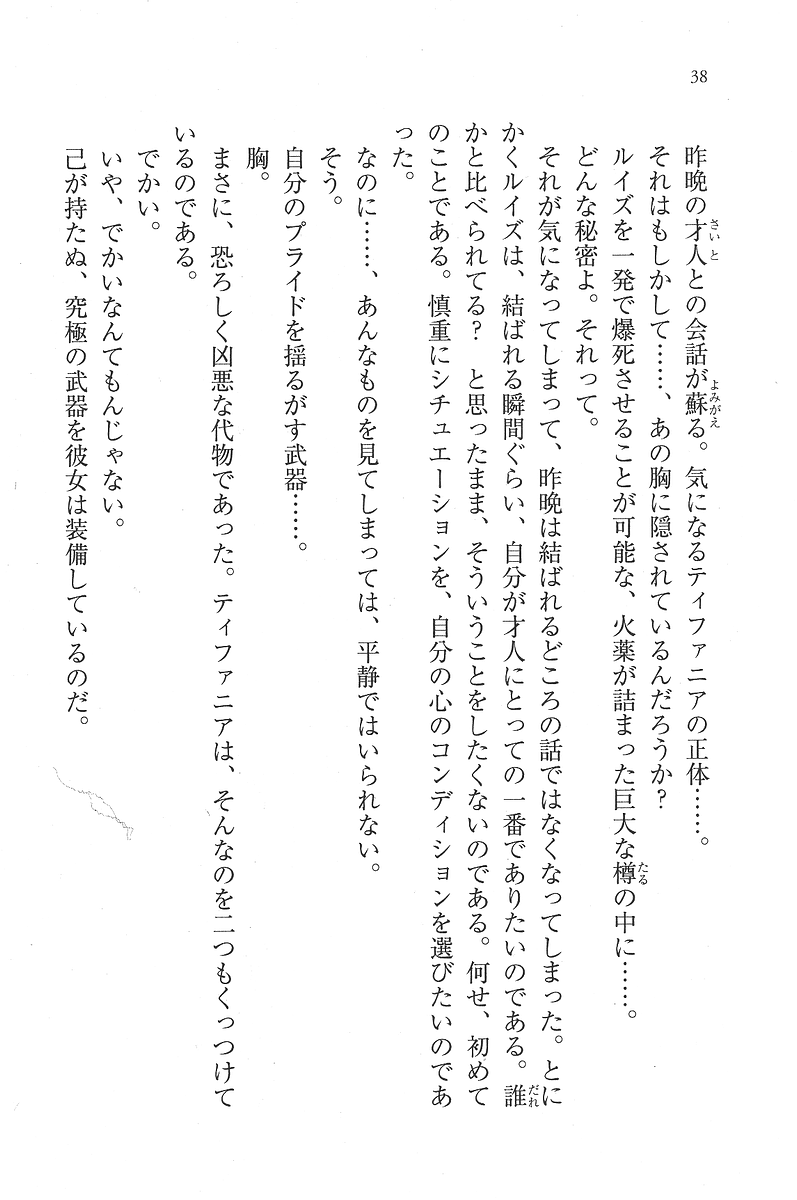 38
昨晩の才人との会話が蘇る。気になるティファニアの正体……。
それはもしかして……、あの胸に隠されているんだろうか?
ルイズを一発で爆死させることが可能な、火薬が詰まった巨大な樽の中に……。
どんな秘密よ。それって。
それが気になってしまって、昨晩は結ばれるどころの話ではなくなってしまった。とに
かくルイズは、結ばれる瞬間ぐらい、自分が才人にとっての一番でありたいのである。誰
かと比べられてる? と思ったまま、そういうことをしたくないのである。何せ、初めて
のことである。慎重にシチュエーションを、自分の心のコンディションを選びたいのであ
った。
なのに……、あんなものを見てしまっては、平静ではいられない。
そう。
自分のプライドを揺るがす武器……。
胸。
まさに、恐ろしく凶悪な代物であった。ティファニアは、そんなのを二つもくっつけて
いるのである。
でかい。
いや、でかいなんてもんじゃない。
己が持たぬ、究極の武器を彼女は装備しているのだ。